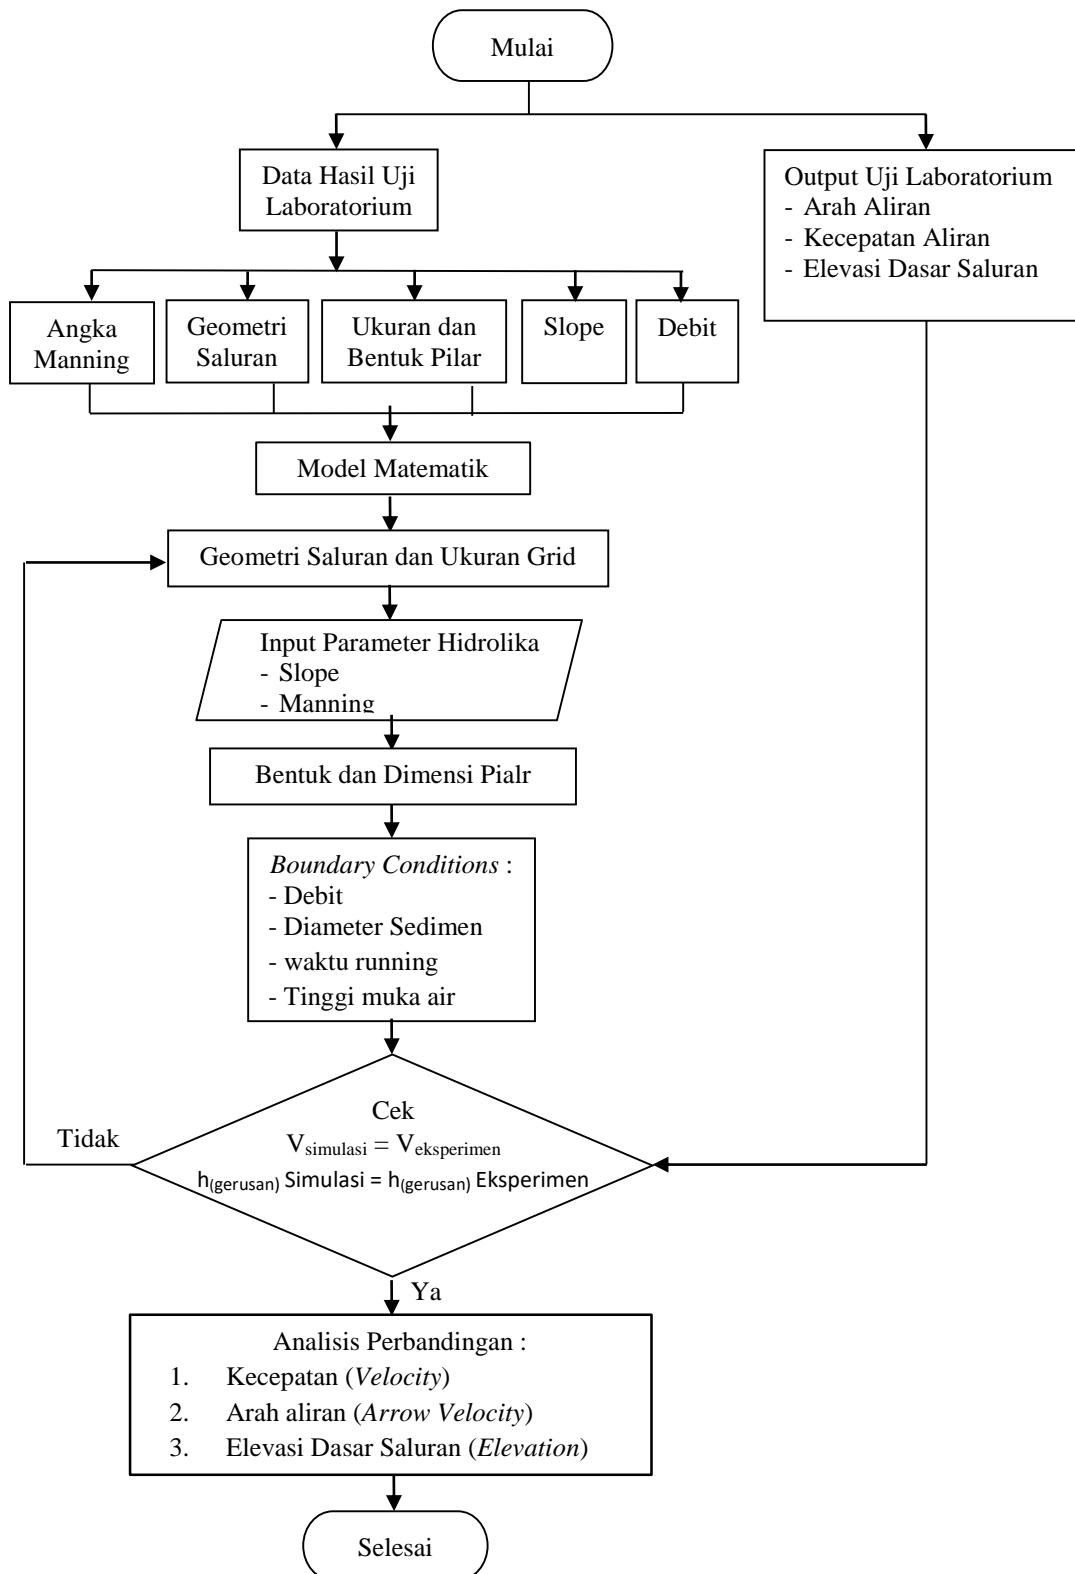 Mulai
Data Hasil Uji
Laboratorium
Output Uji Laboratorium
- Arah Aliran
- Kecepatan Aliran
- Elevasi Dasar Saluran
Angka
Manning
Geometri
Saluran
Ukuran dan
Bentuk Pilar
Slope
Debit
Model Matematik
Geometri Saluran dan Ukuran Grid
Input Parameter Hidrolika
- Slope
- Manning
Bentuk dan Dimensi Pialr
Boundary Conditions :
- Debit
- Diameter Sedimen
- waktu running
- Tinggi muka air
Cek
Vsimulasi = Veksperimen
h(gerusan) Simulasi = h(gerusan) Eksperimen
Tidak
Ya
Analisis Perbandingan :
1. Kecepatan (Velocity)
2. Arah aliran (Arrow Velocity)
3. Elevasi Dasar Saluran (Elevation)
Selesai